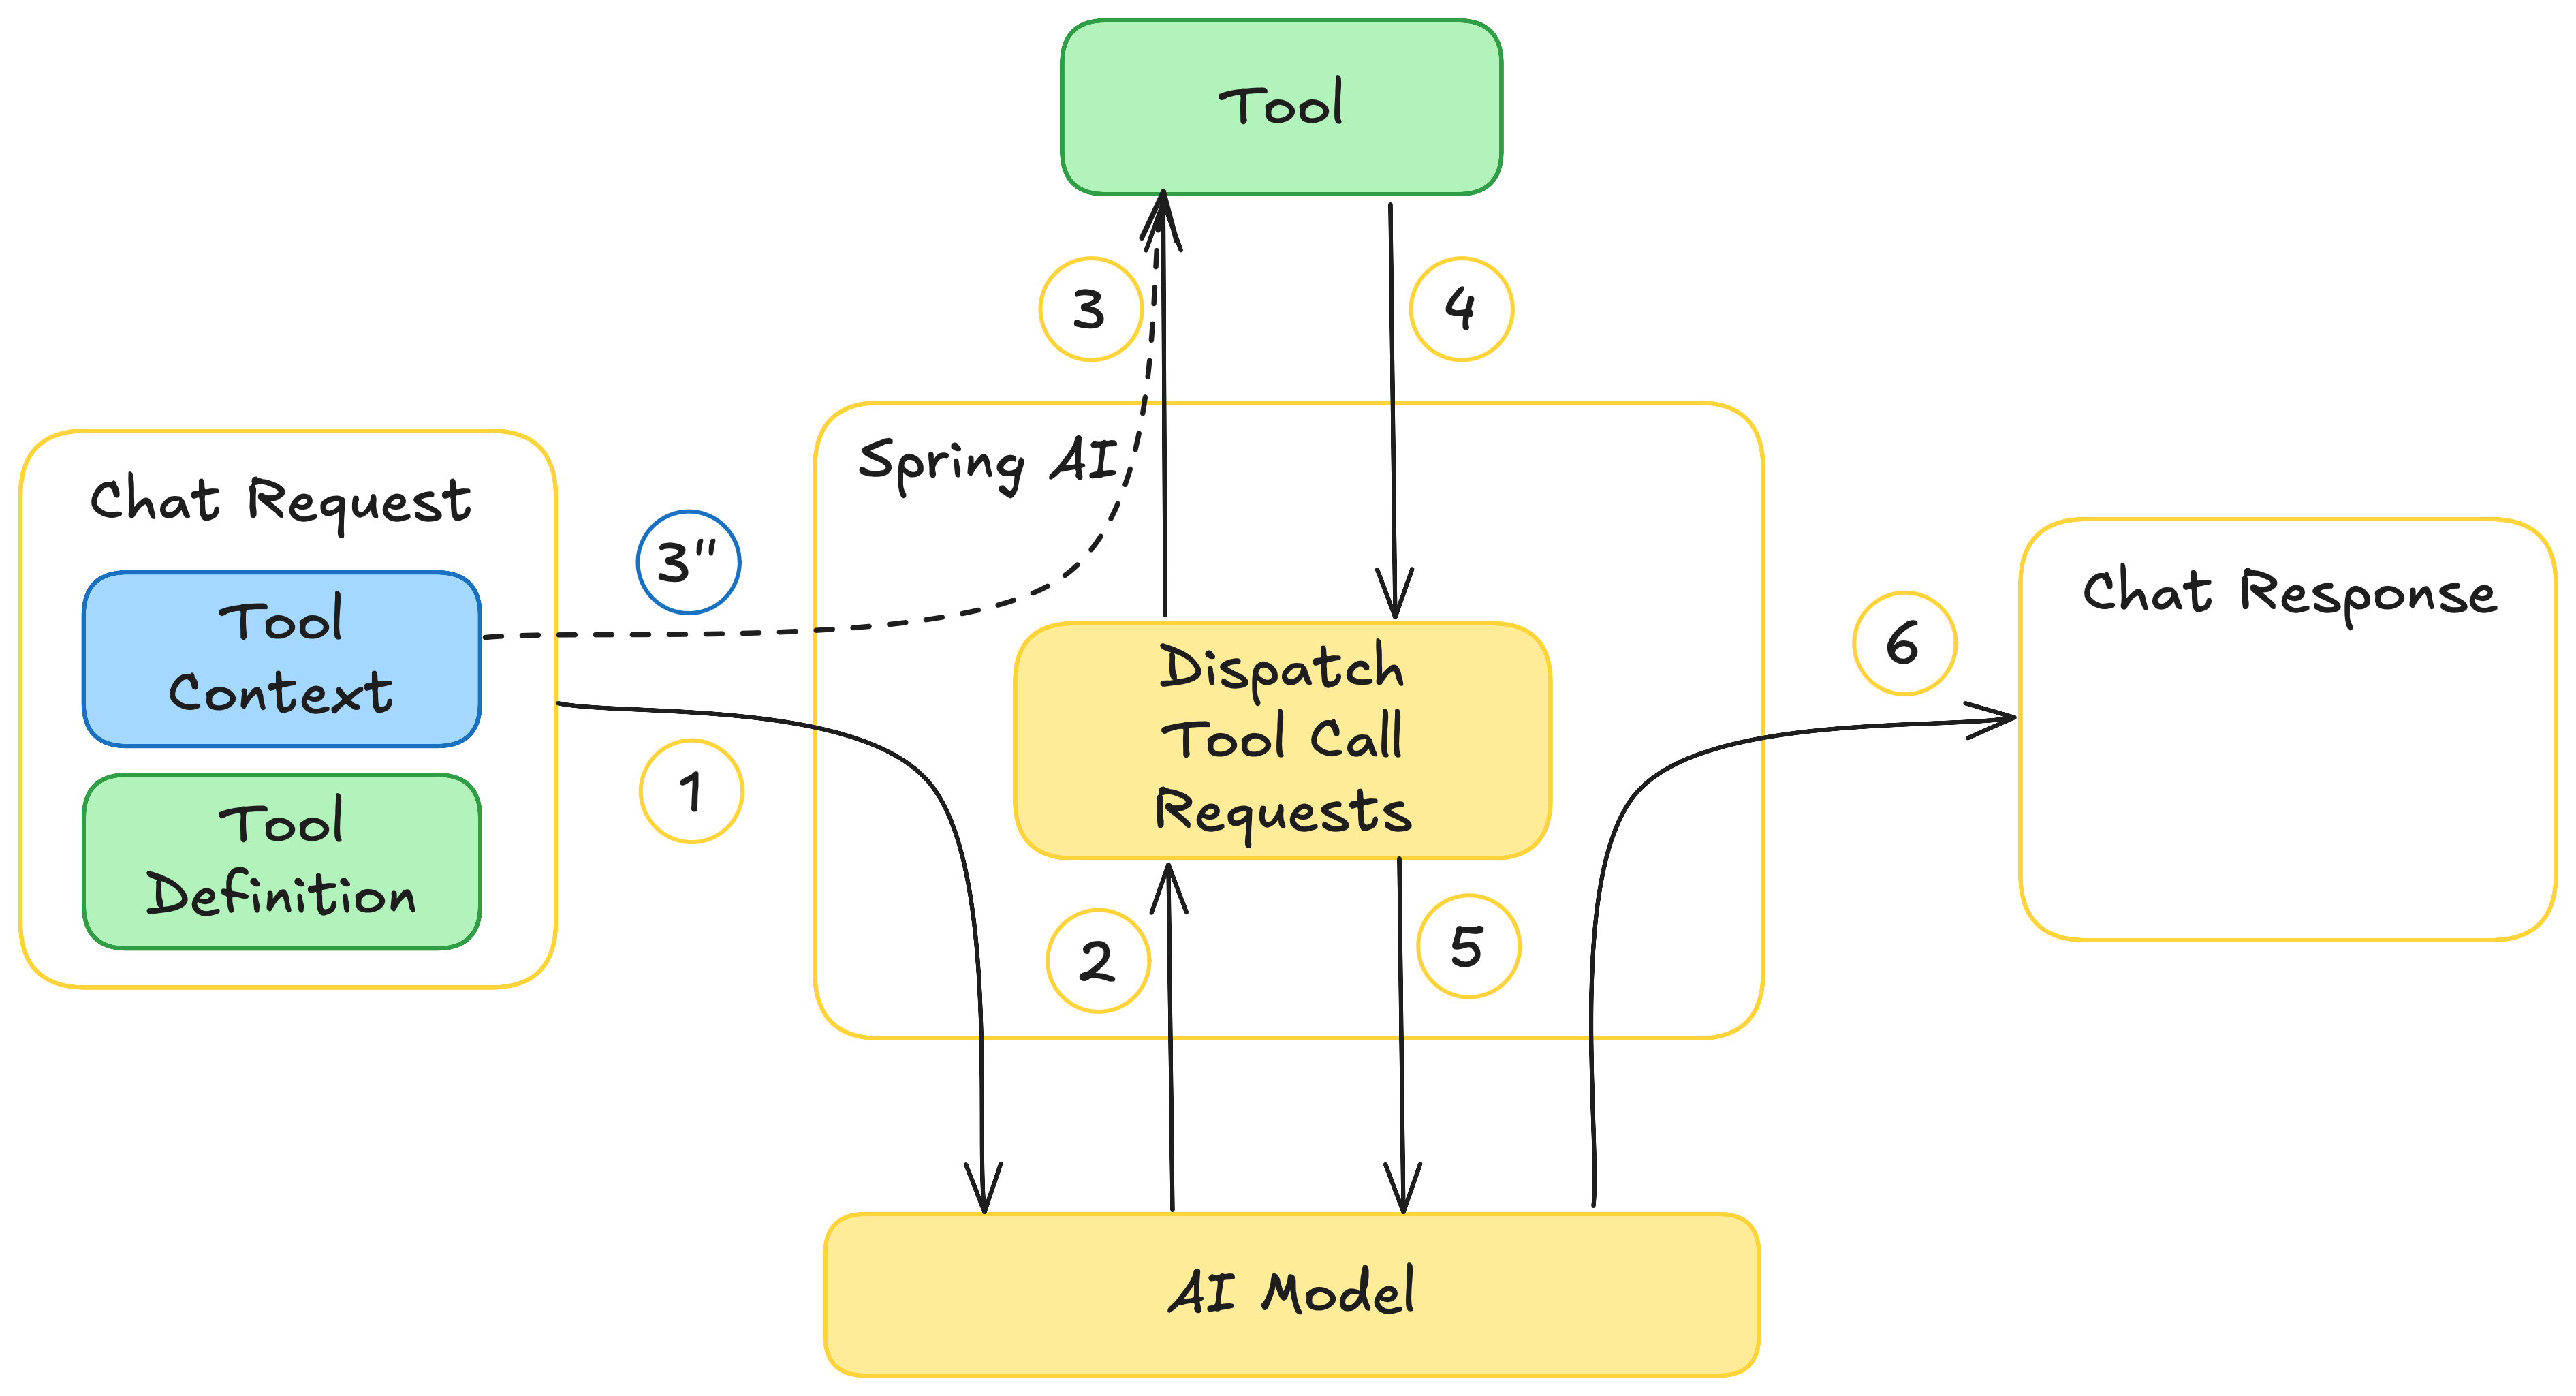 Tool
3
4
Spring AI
Chat Request
3"
Tool
Context
1
Tool
Definition
Dispatch
Tool Call
Requests
2
5
6
Chat Response
AI Model